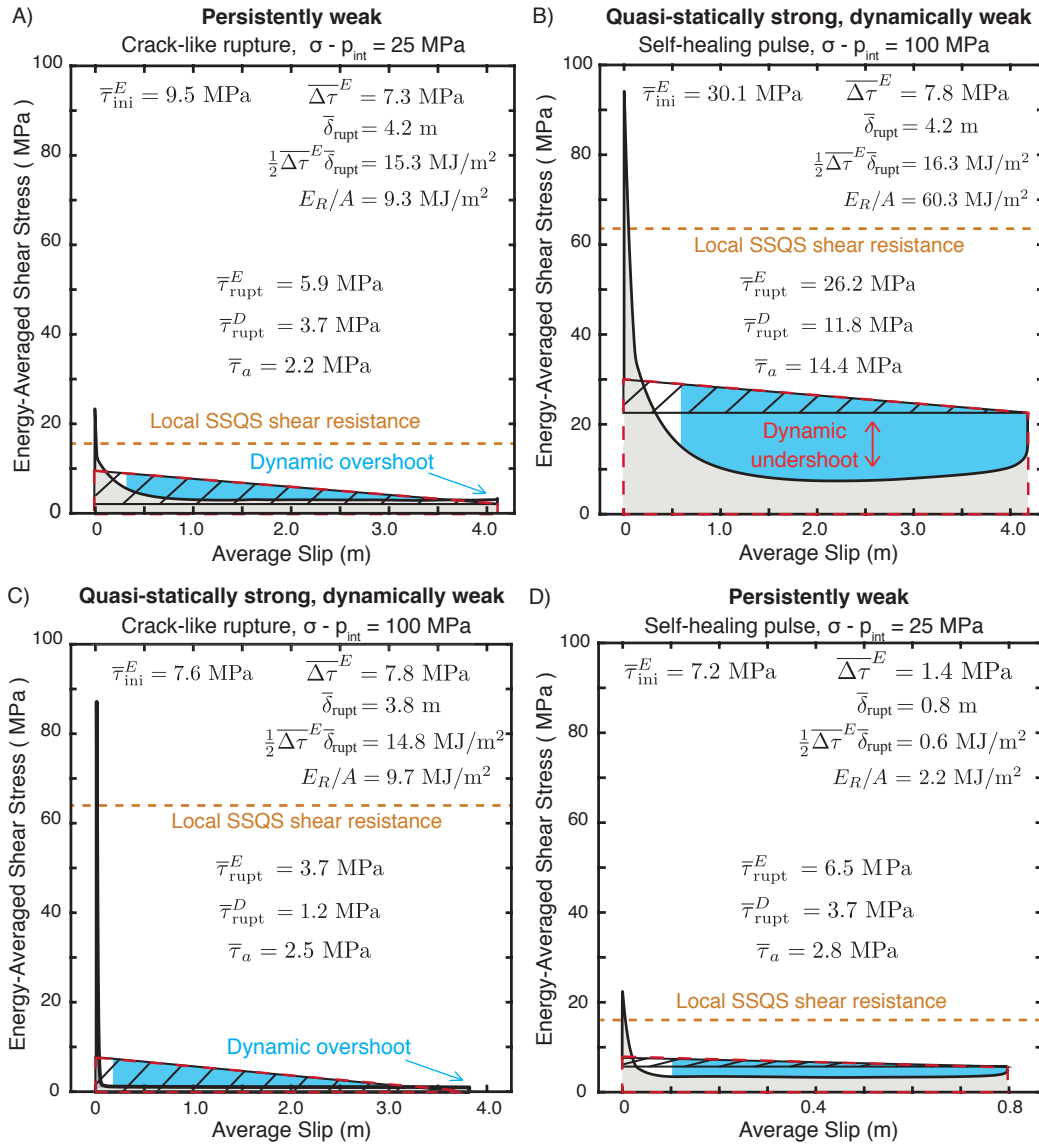 A)
Persistently weak
Crack-like rupture, σ - p_int = 25 MPa
Energy-Averaged Shear Stress ( MPa)
100
80
60
40
20
0
τ̅_ini^E = 9.5 MPa
Δτ̅^E = 7.3 MPa
δ̅_rupt = 4.2 m
½Δτ̅^E δ̅_rupt = 15.3 MJ/m²
E_R/A = 9.3 MJ/m²
τ̅_rupt^E = 5.9 MPa
τ̅_rupt^D = 3.7 MPa
τ̅_a = 2.2 MPa
Local SSQS shear resistance
Dynamic overshoot
0 1.0 2.0 3.0 4.0
Average Slip (m)
B)
Quasi-statically strong, dynamically weak
Self-healing pulse, σ - p_int = 100 MPa
Energy-Averaged Shear Stress ( MPa)
100
80
60
40
20
0
τ̅_ini^E = 30.1 MPa
Δτ̅^E = 7.8 MPa
δ̅_rupt = 4.2 m
½Δτ̅^E δ̅_rupt = 16.3 MJ/m²
E_R/A = 60.3 MJ/m²
Local SSQS shear resistance
τ̅_rupt^E = 26.2 MPa
τ̅_rupt^D = 11.8 MPa
τ̅_a = 14.4 MPa
Dynamic
undershoot
0 1.0 2.0 3.0 4.0
Average Slip (m)
C)
Quasi-statically strong, dynamically weak
Crack-like rupture, σ - p_int = 100 MPa
Energy-Averaged Shear Stress ( MPa)
100
80
60
40
20
0
τ̅_ini^E = 7.6 MPa
Δτ̅^E = 7.8 MPa
δ̅_rupt = 3.8 m
½Δτ̅^E δ̅_rupt = 14.8 MJ/m²
E_R/A = 9.7 MJ/m²
Local SSQS shear resistance
τ̅_rupt^E = 3.7 MPa
τ̅_rupt^D = 1.2 MPa
τ̅_a = 2.5 MPa
Dynamic overshoot
0 1.0 2.0 3.0 4.0
Average Slip (m)
D)
Persistently weak
Self-healing pulse, σ - p_int = 25 MPa
Energy-Averaged Shear Stress ( MPa)
100
80
60
40
20
0
τ̅_ini^E = 7.2 MPa
Δτ̅^E = 1.4 MPa
δ̅_rupt = 0.8 m
½Δτ̅^E δ̅_rupt = 0.6 MJ/m²
E_R/A = 2.2 MJ/m²
τ̅_rupt^E = 6.5 MPa
τ̅_rupt^D = 3.7 MPa
τ̅_a = 2.8 MPa
Local SSQS shear resistance
0 0.4 0.8
Average Slip (m)